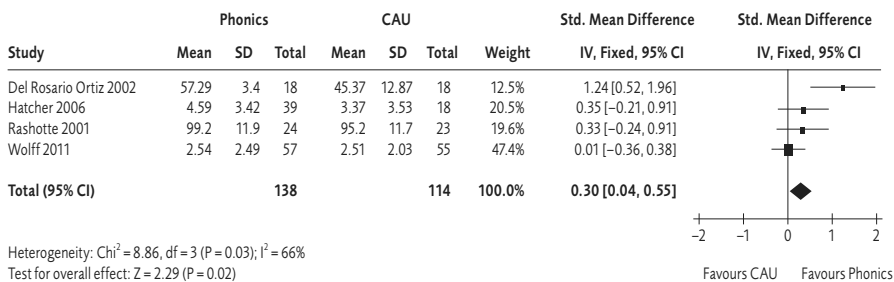 Phonics CAU Std. Mean Difference Std. Mean Difference
Study Mean SD Total Mean SD Total Weight IV, Fixed, 95% CI IV, Fixed, 95% CI
Del Rosario Ortiz 2002 57.29 3.4 18 45.37 12.87 18 12.5% 1.24 [0.52, 1.96]
Hatcher 2006 4.59 3.42 39 3.37 3.53 18 20.5% 0.35 [−0.21, 0.91]
Rashotte 2001 99.2 11.9 24 95.2 11.7 23 19.6% 0.33 [−0.24, 0.91]
Wolff 2011 2.54 2.49 57 2.51 2.03 55 47.4% 0.01 [−0.36, 0.38]
Total (95% CI) 138 114 100.0% 0.30 [0.04, 0.55]
−2 −1 0 1 2
Heterogeneity: Chi² = 8.86, df = 3 (P = 0.03); I² = 66%
Test for overall effect: Z = 2.29 (P = 0.02) Favours CAU Favours Phonics